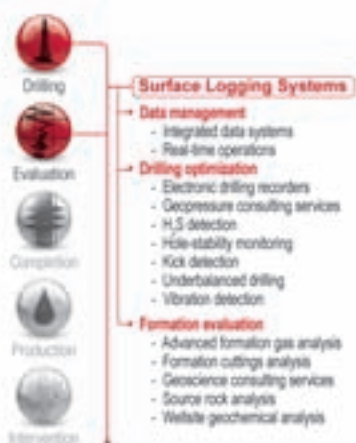 Drilling
Evaluation
Completion
Production
Intervention
Surface Logging Systems
Data management
- Integrated data systems
- Real-time operations
Drilling optimization
- Electronic drilling recorders
- Geopressure consulting services
- H₂S detection
- Hole-stability monitoring
- Kick detection
- Underbalanced drilling
- Vibration detection
Formation evaluation
- Advanced formation gas analysis
- Formation cuttings analysis
- Geoscience consulting services
- Source rock analysis
- Wellsite geochemical analysis